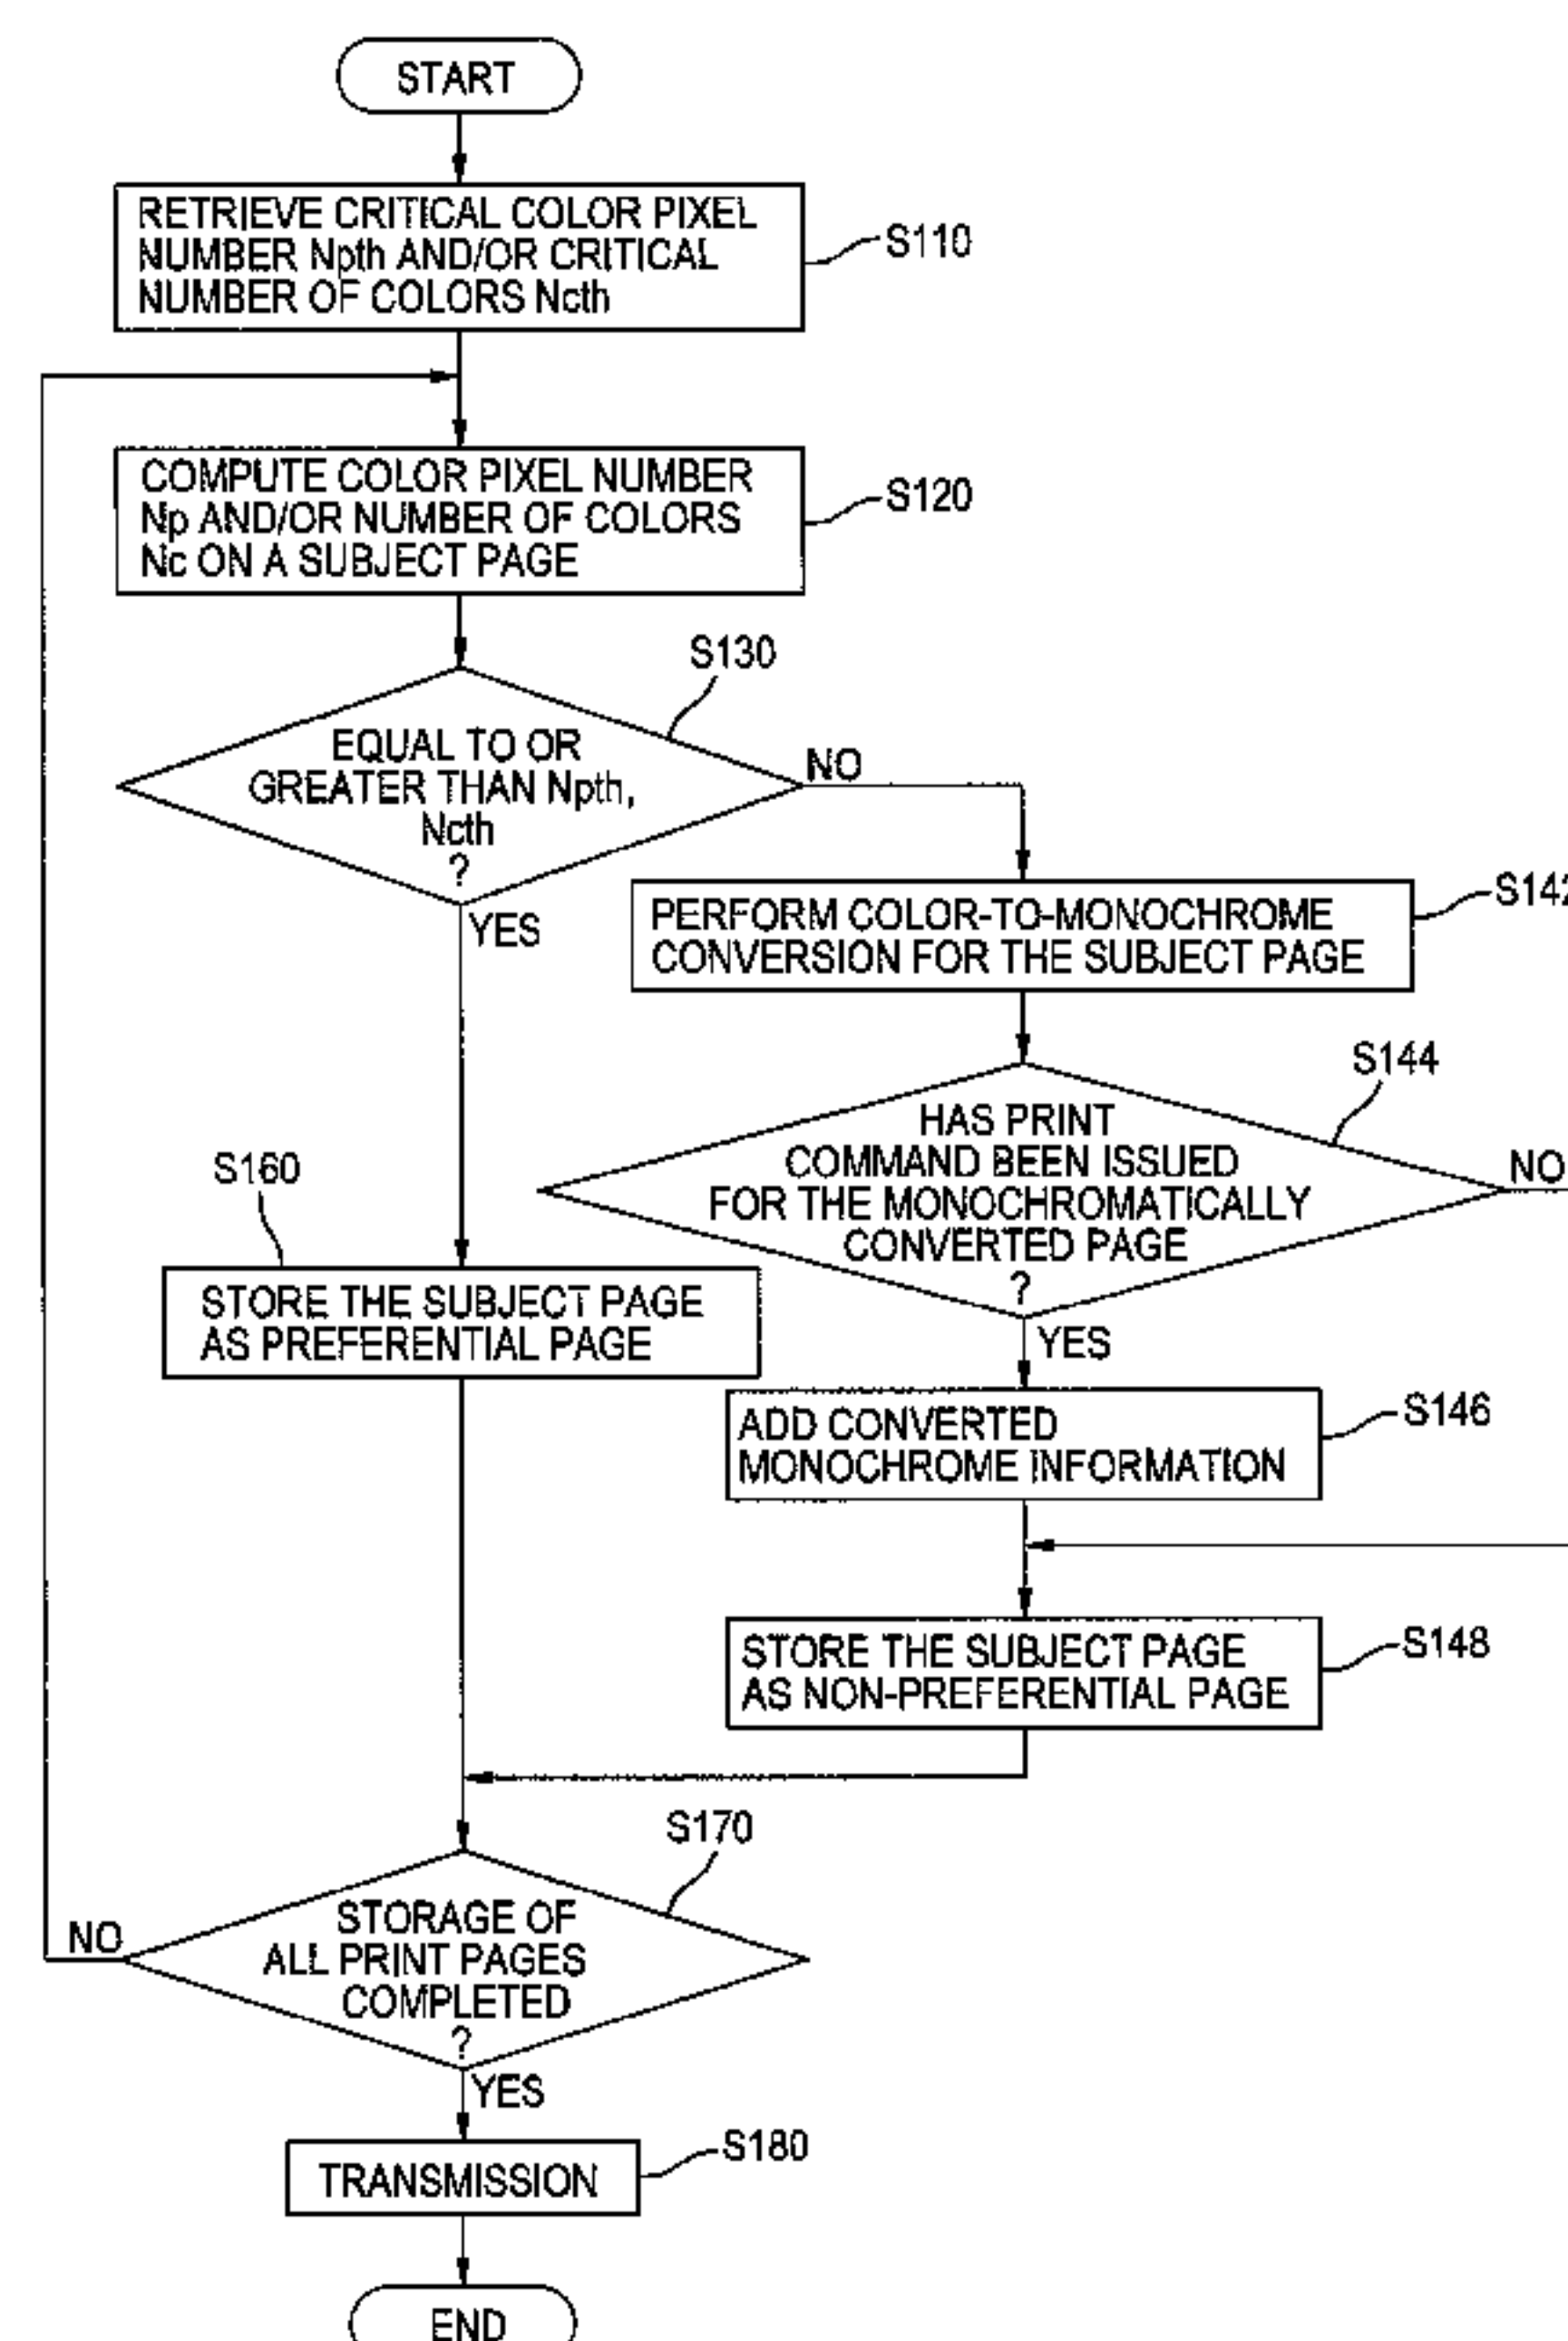 START
RETRIEVE CRITICAL COLOR PIXEL
NUMBER Npth AND/OR CRITICAL
NUMBER OF COLORS Ncth
S110
COMPUTE COLOR PIXEL NUMBER
Np AND/OR NUMBER OF COLORS
Nc ON A SUBJECT PAGE
S120
S130
EQUAL TO OR
GREATER THAN Npth,
Ncth
?
NO
YES
PERFORM COLOR-TO-MONOCHROME
CONVERSION FOR THE SUBJECT PAGE
S142
S144
HAS PRINT
COMMAND BEEN ISSUED
FOR THE MONOCHROMATICALLY
CONVERTED PAGE
?
NO
YES
S160
STORE THE SUBJECT PAGE
AS PREFERENTIAL PAGE
ADD CONVERTED
MONOCHROME INFORMATION
S146
STORE THE SUBJECT PAGE
AS NON-PREFERENTIAL PAGE
S148
S170
STORAGE OF
ALL PRINT PAGES
COMPLETED
?
NO
YES
TRANSMISSION
S180
END